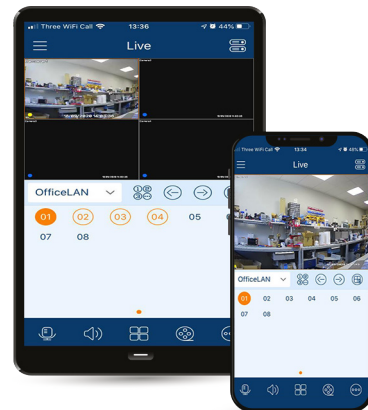 Three WiFi Call 13:36 44%
Live
OfficeLAN
01 02 03 04 05
07 08
Three WiFi Call 13:34 43%
Live
OfficeLAN
01 02 03 04 05 06
07 08